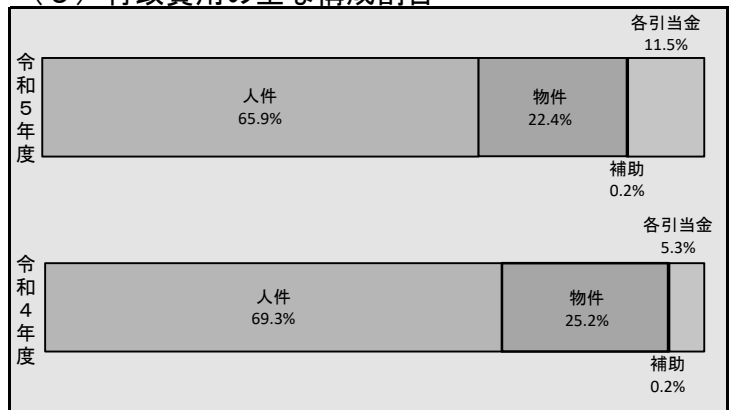 （３）行政費用の主な構成割合
各引当金
11.5%
令和５年度
人件
65.9%
物件
22.4%
補助
0.2%
各引当金
5.3%
令和４年度
人件
69.3%
物件
25.2%
補助
0.2%